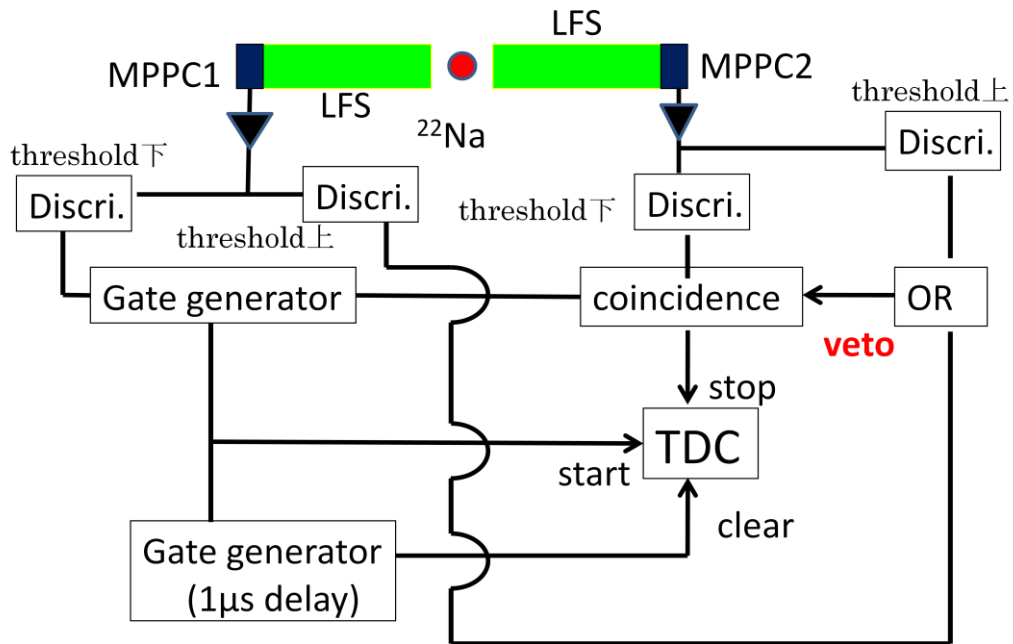 LFS
MPPC1
MPPC2
LFS
²²Na
threshold上
threshold下
Discri.
Discri.
Discri.
threshold下
Discri.
threshold上
Gate generator
coincidence
OR
veto
stop
TDC
start
clear
Gate generator
(1μs delay)